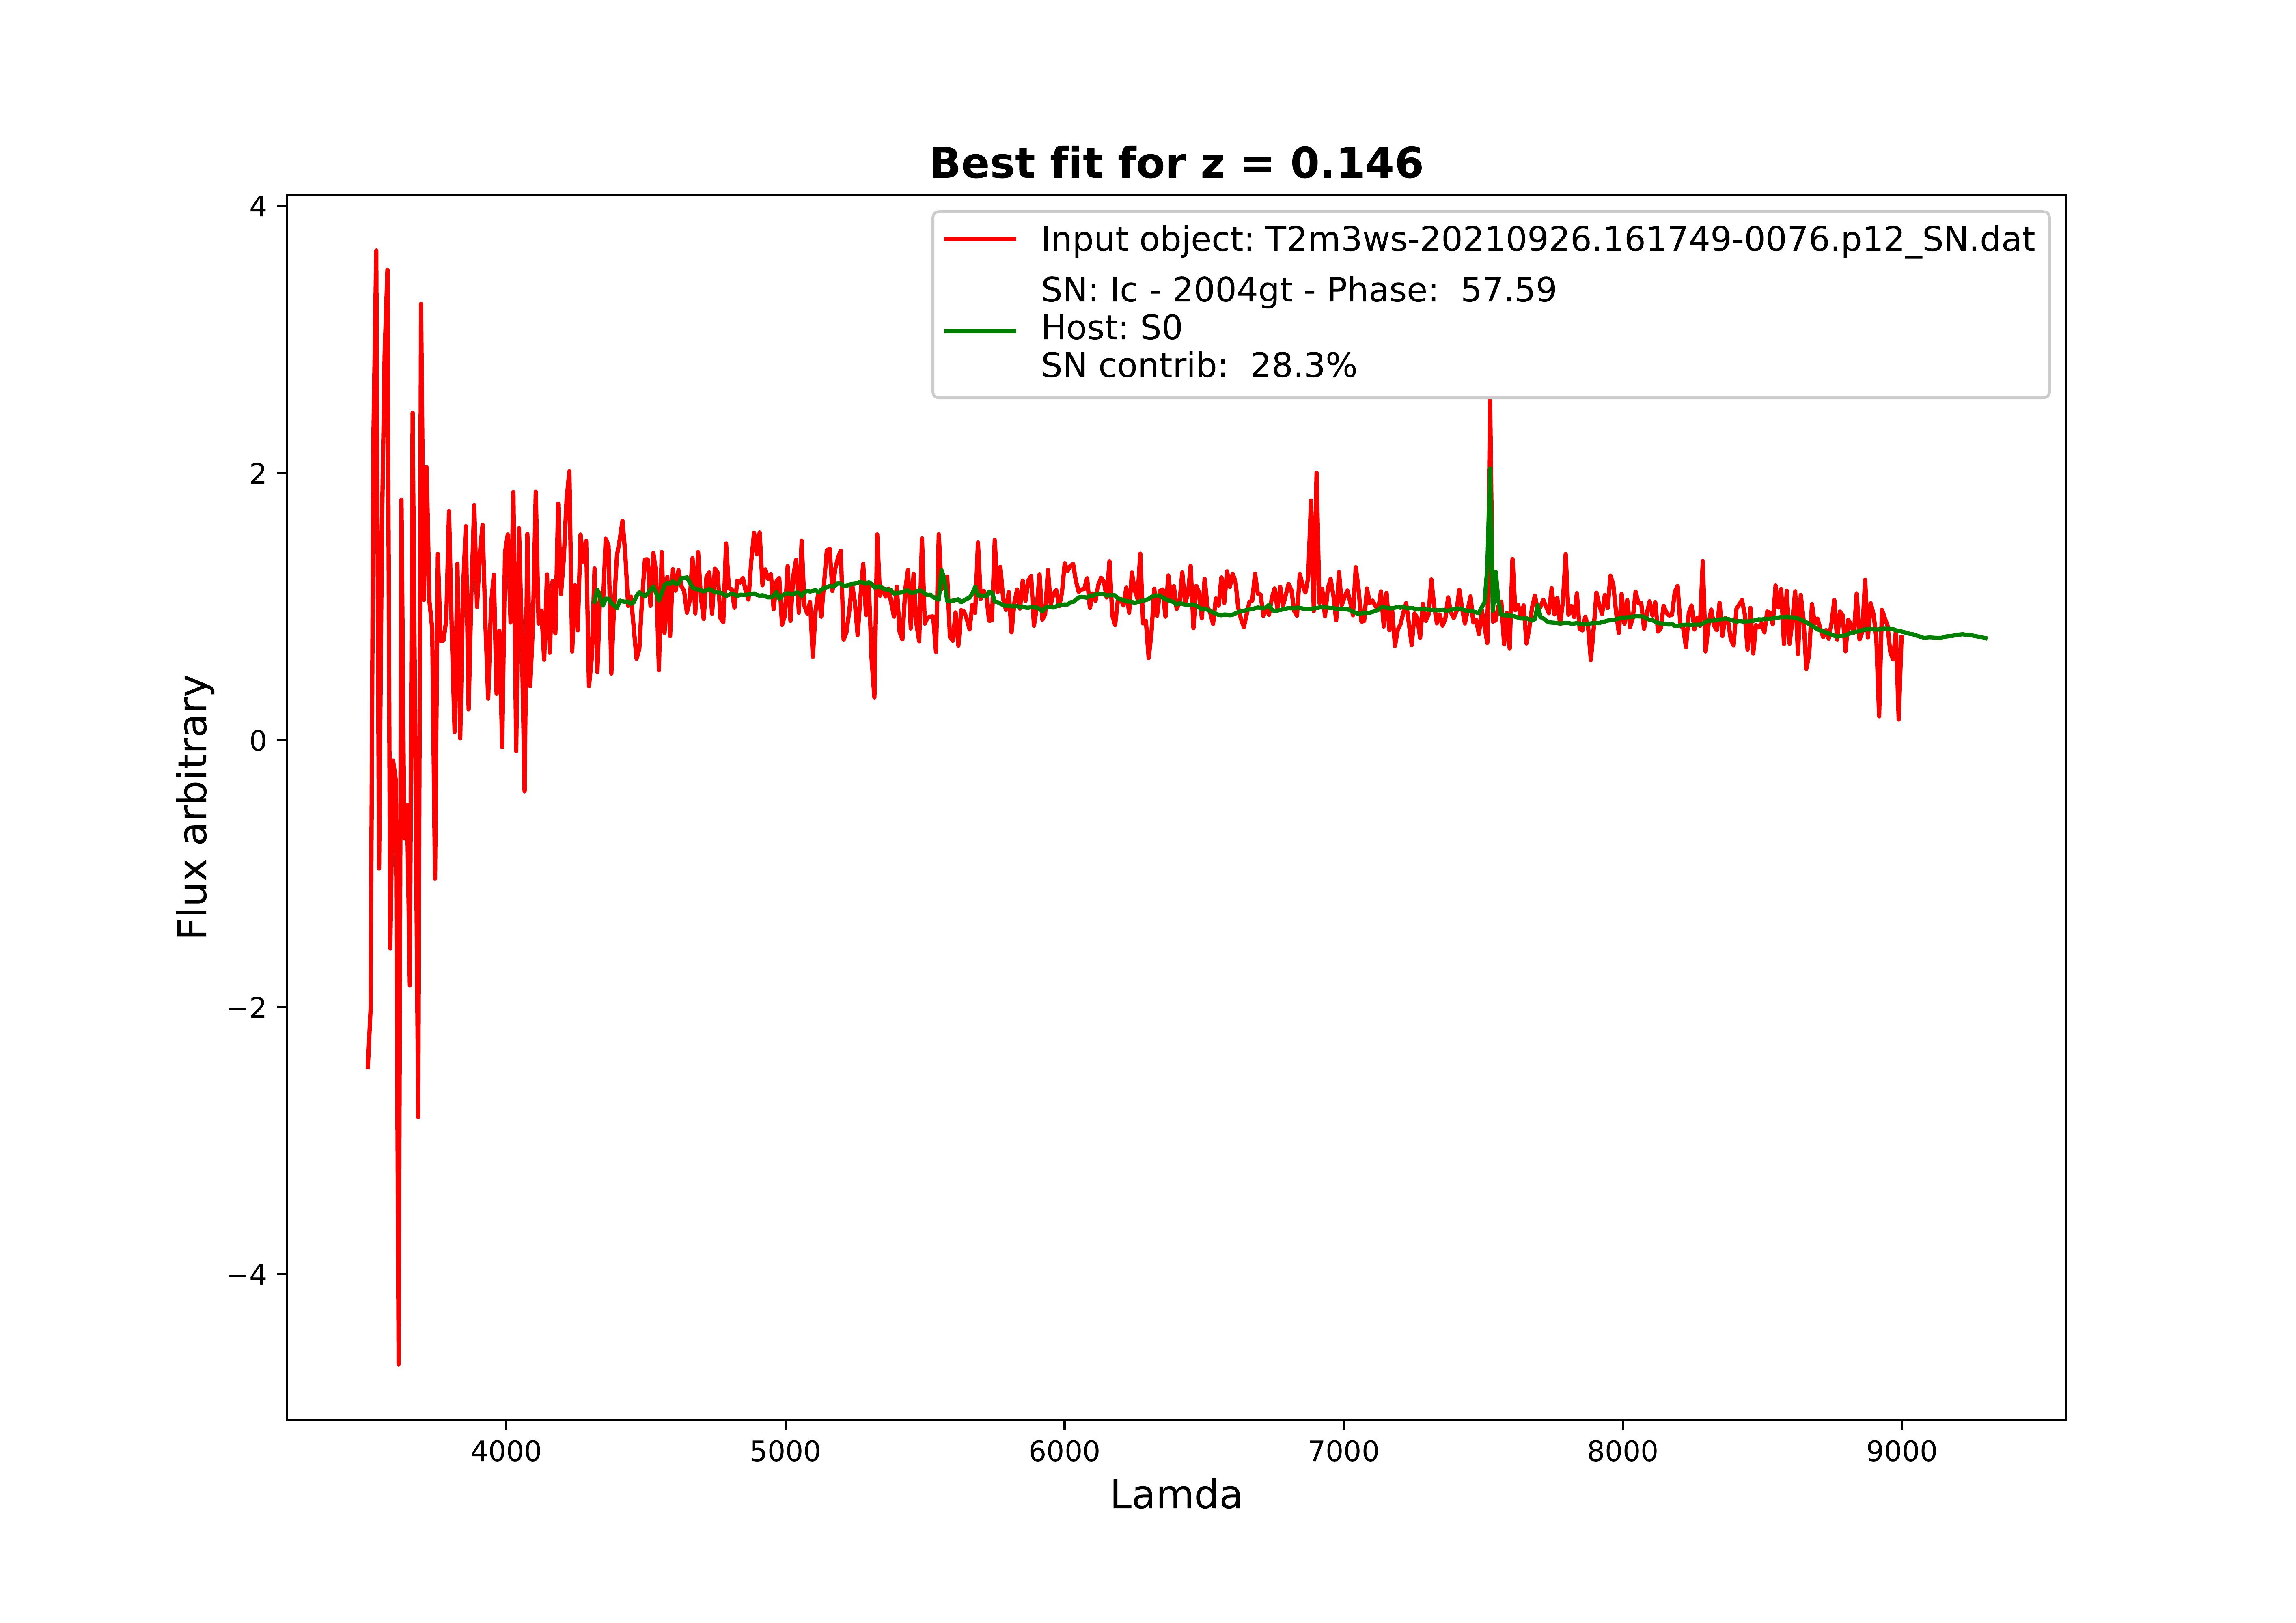 Best fit for z = 0.146
4
Input object: T2m3ws-20210926.161749-0076.p12_SN.dat
SN: Ic - 2004gt - Phase:  57.59
Host: S0
SN contrib:  28.3%
2
0
−2
−4
Flux arbitrary
4000 5000 6000 7000 8000 9000
Lamda